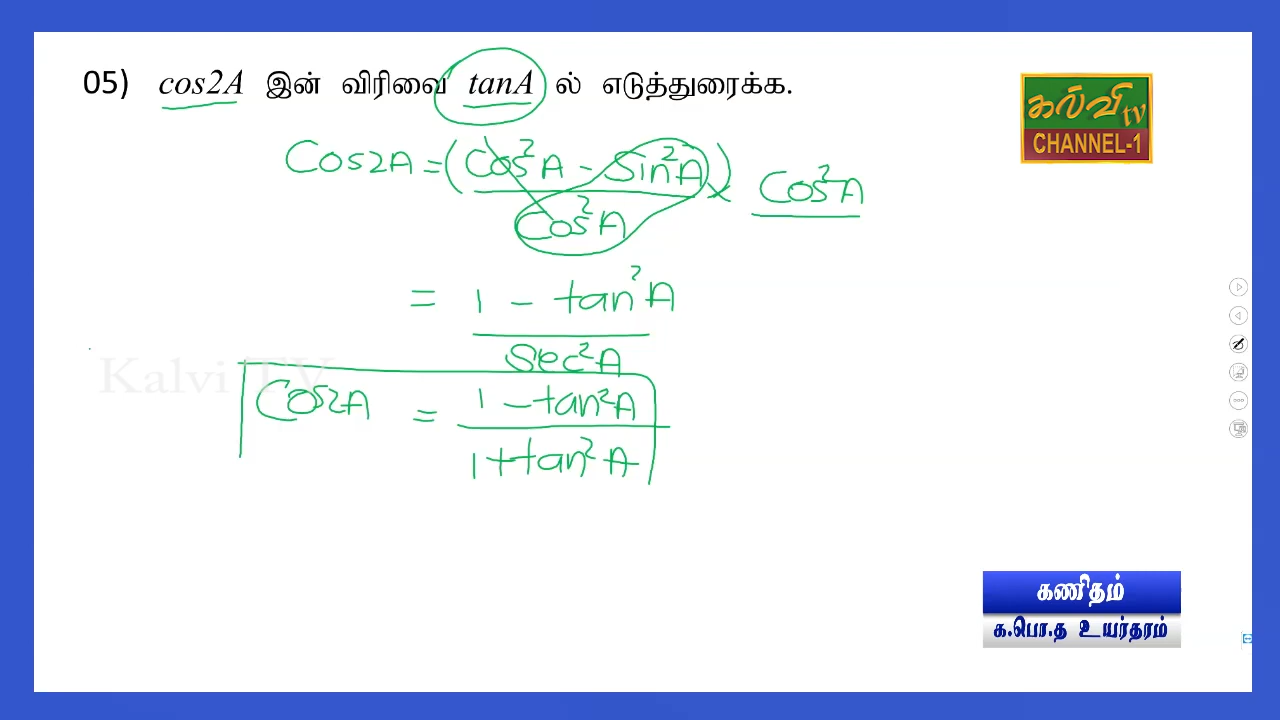 05) cos2A இன் விரிவை tanA ல் எடுத்துரைக்க.
கல்வி tv
CHANNEL-1
Cos2A = (Cos²A - Sin²A / Cos²A) × Cos²A
= 1 - tan²A / Sec²A
Kalvi TV
Cos2A = 1 - tan²A / 1 + tan²A
கணிதம்
க.பொ.த உயர்தரம்